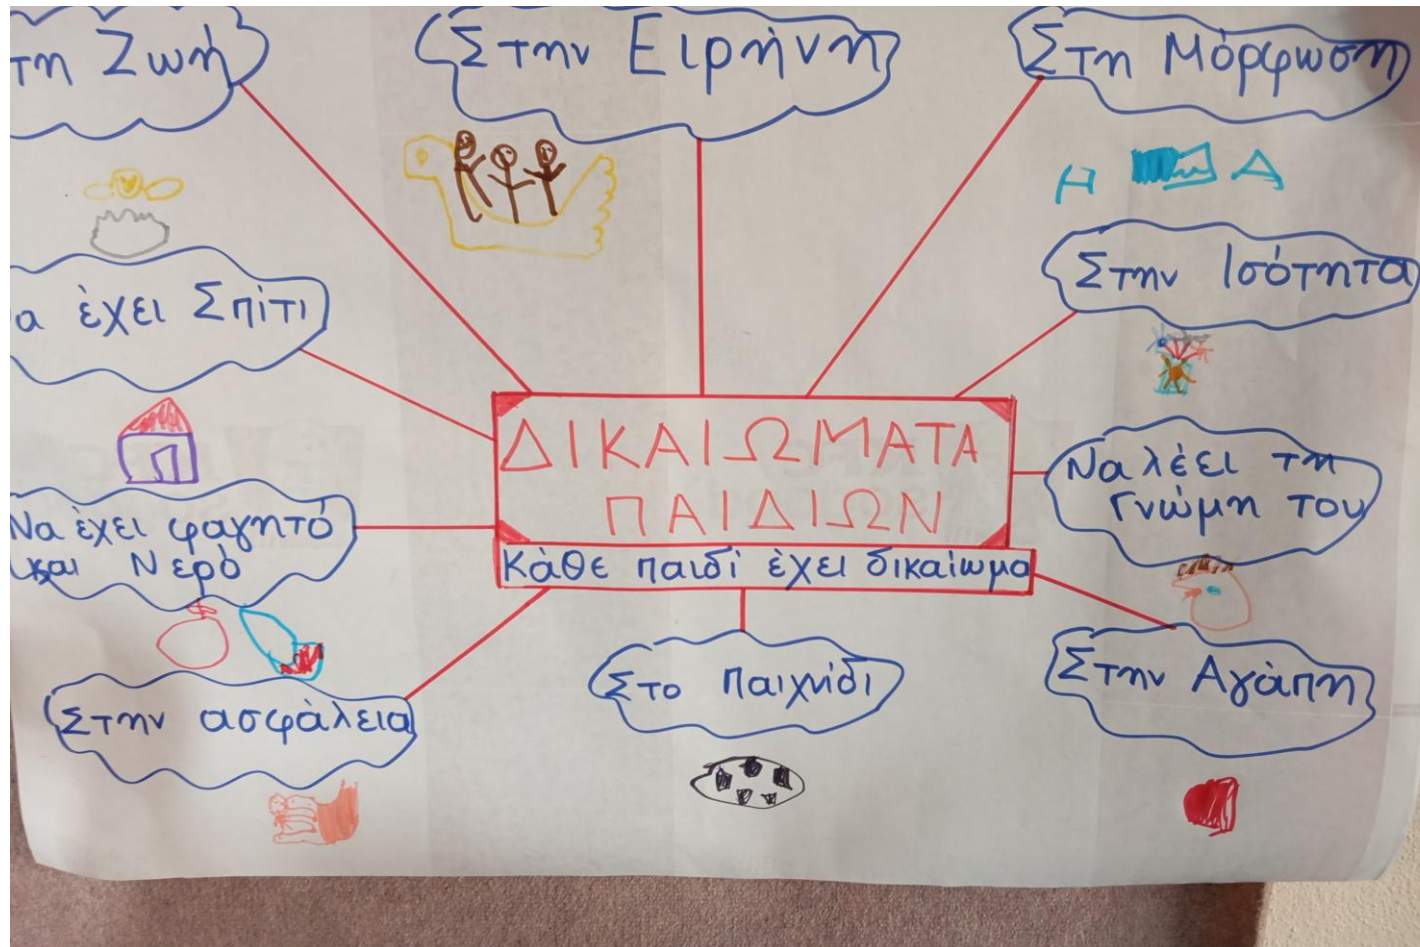 τη Ζωή
Στην Ειρήνη
Στη Μόρφωση
α έχει Σπίτι
Στην Ισότητα
ΔΙΚΑΙΩΜΑΤΑ
ΠΑΙΔΙΩΝ
Κάθε παιδί έχει δικαίωμα
Να λέει τη
Γνώμη του
Να έχει φαγητό
και Νερό
Στην ασφάλεια
Στο Παιχνίδι
Στην Αγάπη